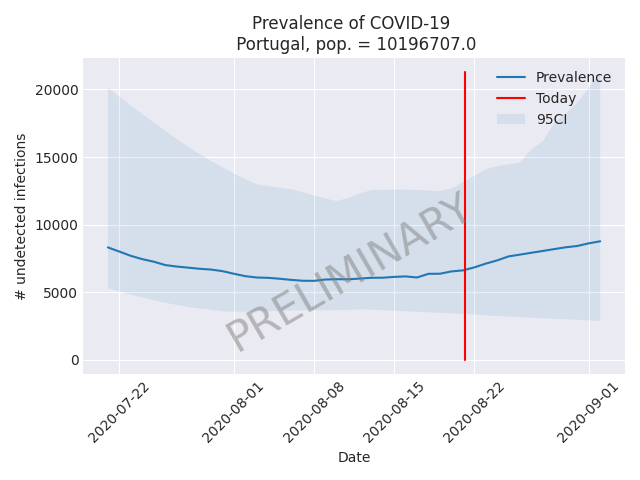 Prevalence of COVID-19
Portugal, pop. = 10196707.0
Prevalence
Today
95CI
20000
15000
10000
5000
0
# undetected infections
PRELIMINARY
2020-07-22
2020-08-01
2020-08-08
2020-08-15
2020-08-22
2020-09-01
Date